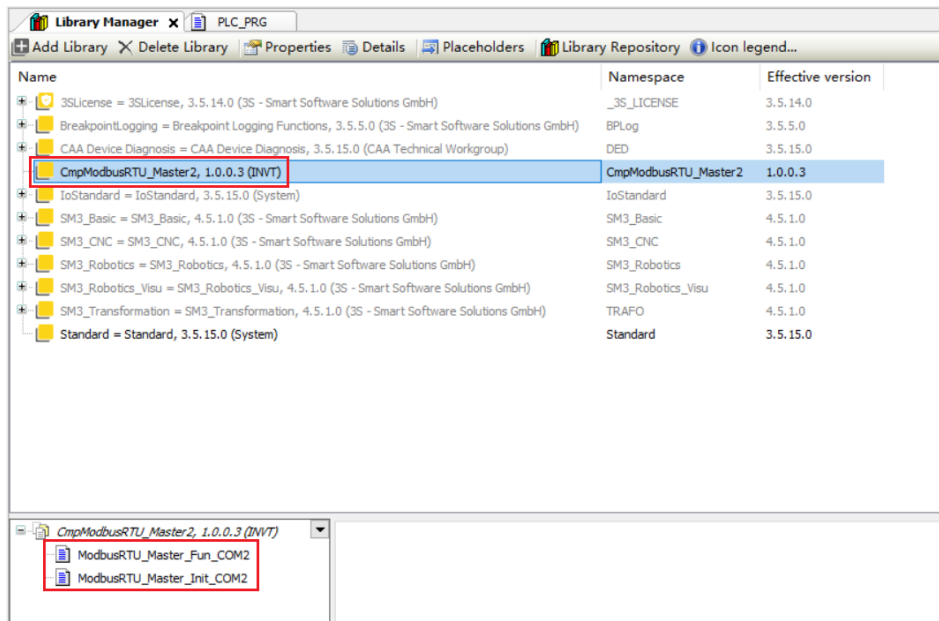 Library Manager x PLC_PRG
Add Library Delete Library Properties Details Placeholders Library Repository Icon legend...
Name Namespace Effective version
3SLicense = 3SLicense, 3.5.14.0 (3S - Smart Software Solutions GmbH) _3S_LICENSE 3.5.14.0
BreakpointLogging = Breakpoint Logging Functions, 3.5.5.0 (3S - Smart Software Solutions GmbH) BPLog 3.5.5.0
CAA Device Diagnosis = CAA Device Diagnosis, 3.5.15.0 (CAA Technical Workgroup) DED 3.5.15.0
CmpModbusRTU_Master2, 1.0.0.3 (INVT) CmpModbusRTU_Master2 1.0.0.3
IoStandard = IoStandard, 3.5.15.0 (System) IoStandard 3.5.15.0
SM3_Basic = SM3_Basic, 4.5.1.0 (3S - Smart Software Solutions GmbH) SM3_Basic 4.5.1.0
SM3_CNC = SM3_CNC, 4.5.1.0 (3S - Smart Software Solutions GmbH) SM3_CNC 4.5.1.0
SM3_Robotics = SM3_Robotics, 4.5.1.0 (3S - Smart Software Solutions GmbH) SM3_Robotics 4.5.1.0
SM3_Robotics_Visu = SM3_Robotics_Visu, 4.5.1.0 (3S - Smart Software Solutions GmbH) SM3_Robotics_Visu 4.5.1.0
SM3_Transformation = SM3_Transformation, 4.5.1.0 (3S - Smart Software Solutions GmbH) TRAFO 4.5.1.0
Standard = Standard, 3.5.15.0 (System) Standard 3.5.15.0
CmpModbusRTU_Master2, 1.0.0.3 (INVT)
ModbusRTU_Master_Fun_COM2
ModbusRTU_Master_Init_COM2